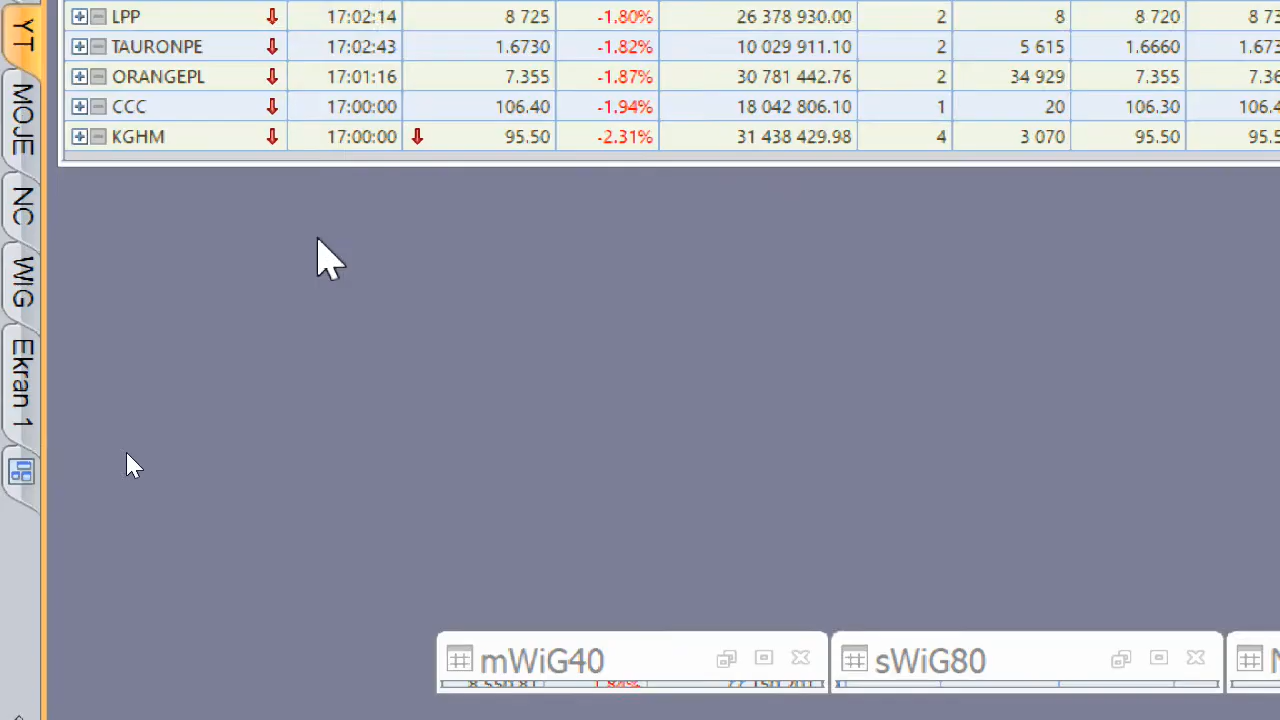 LPP 17:02:14 8 725 -1.80% 26 378 930.00 2 8 8 720
TAURONPE 17:02:43 1.6730 -1.82% 10 029 911.10 2 5 615 1.6660
ORANGEPL 17:01:16 7.355 -1.87% 30 781 442.76 2 34 929 7.355
CCC 17:00:00 106.40 -1.94% 18 042 806.10 1 20 106.30
KGHM 17:00:00 95.50 -2.31% 31 438 429.98 4 3 070 95.50
YT
MOJE
NC
WIG
Ekran 1
mWiG40
sWiG80